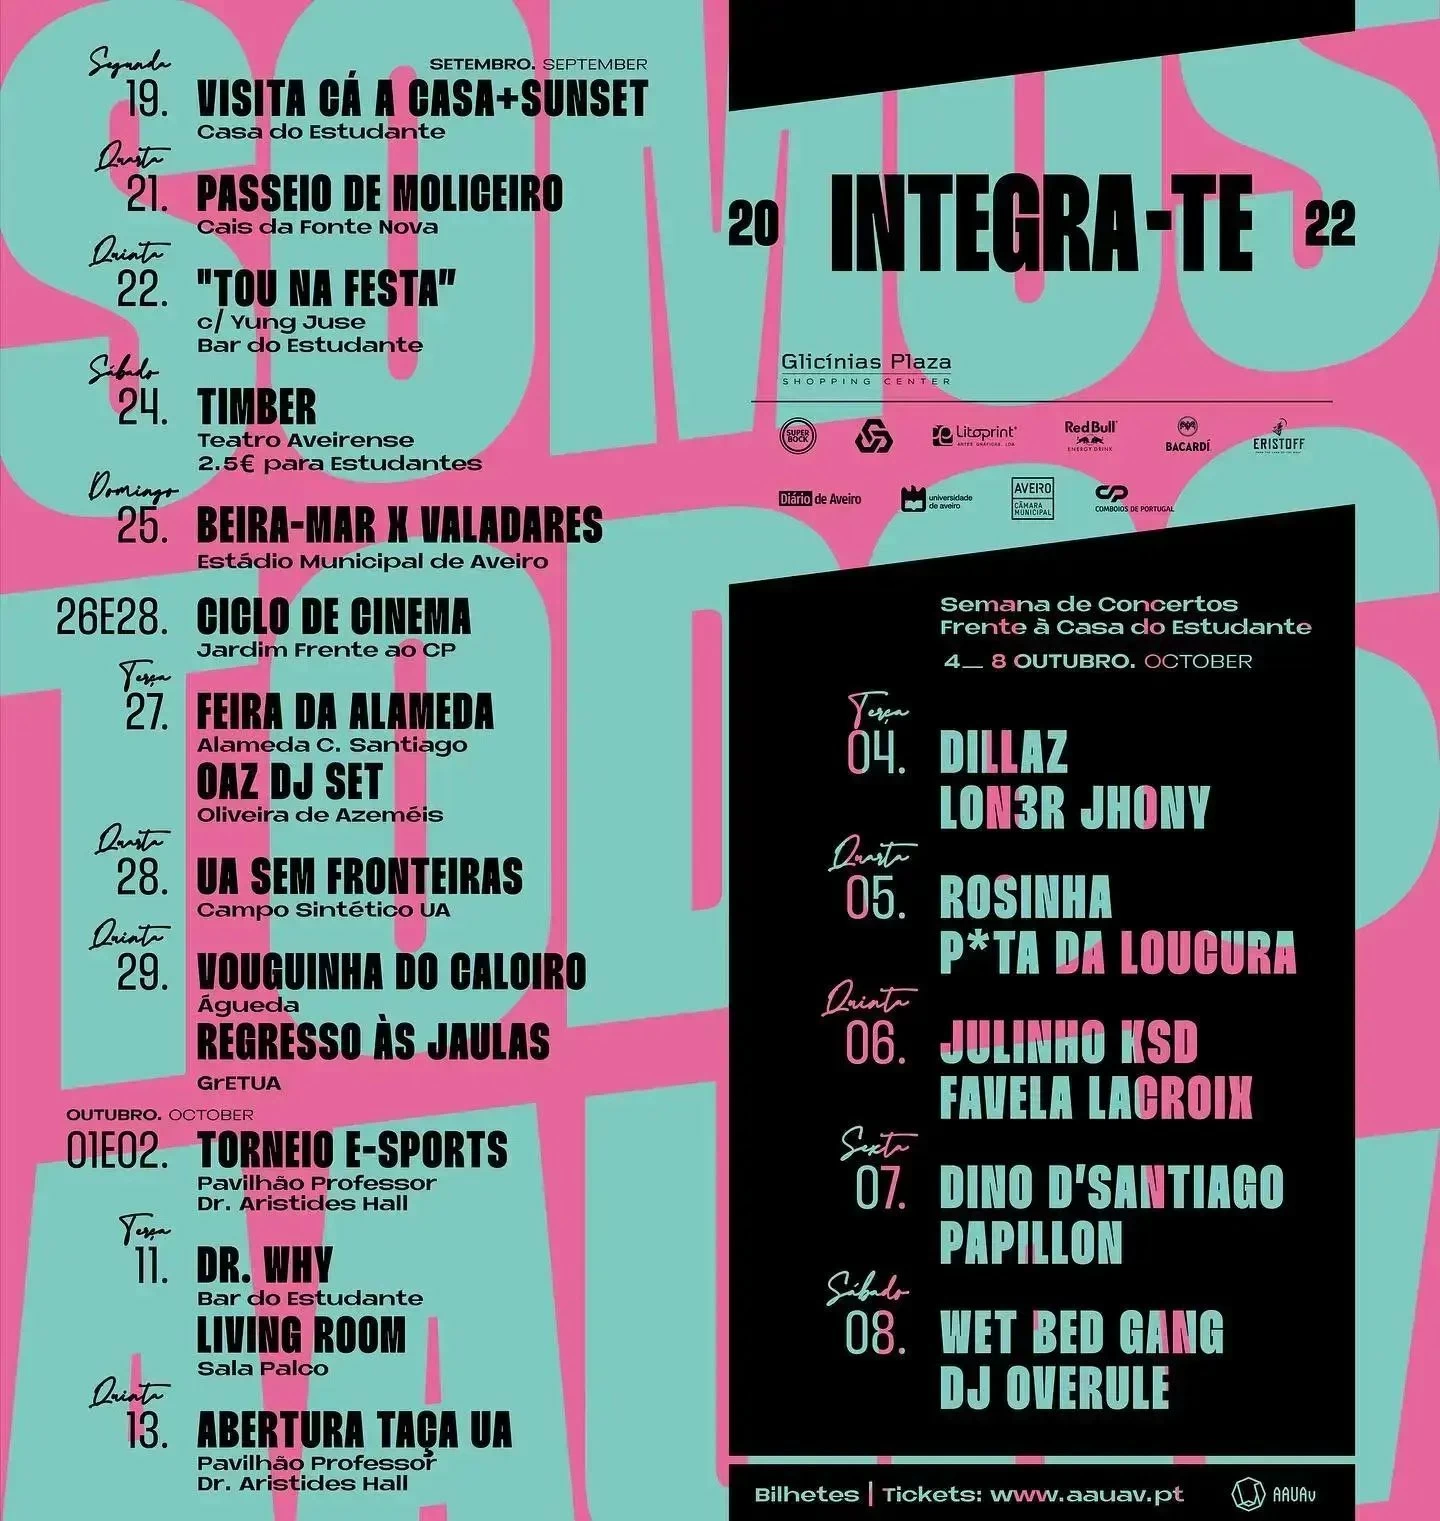 SOMOS
TODOS
AAUAv
SETEMBRO. SEPTEMBER
Segunda
19. VISITA CÁ A CASA+SUNSET
Casa do Estudante
Quarta
21. PASSEIO DE MOLICEIRO
Cais da Fonte Nova
Quinta
22. "TOU NA FESTA"
c/ Yung Juse
Bar do Estudante
Sábado
24. TIMBER
Teatro Aveirense
2.5€ para Estudantes
Domingo
25. BEIRA-MAR X VALADARES
Estádio Municipal de Aveiro
26E28. CICLO DE CINEMA
Jardim Frente ao CP
Terça
27. FEIRA DA ALAMEDA
Alameda C. Santiago
OAZ DJ SET
Oliveira de Azeméis
Quarta
28. UA SEM FRONTEIRAS
Campo Sintético UA
Quinta
29. VOUGUINHA DO CALOIRO
Águeda
REGRESSO ÀS JAULAS
GrETUA
OUTUBRO. OCTOBER
01E02. TORNEIO E-SPORTS
Pavilhão Professor
Dr. Aristides Hall
Terça
11. DR. WHY
Bar do Estudante
LIVING ROOM
Sala Palco
Quinta
13. ABERTURA TAÇA UA
Pavilhão Professor
Dr. Aristides Hall
20 INTEGRA-TE 22
Glicínias Plaza
SHOPPING CENTER
SUPER BOCK
Litoprint
ARTES GRÁFICAS, LDA
Red Bull
ENERGY DRINK
BACARDÍ
ERISTOFF
Diário de Aveiro
universidade
de aveiro
AVEIRO
CÂMARA
MUNICIPAL
CP
COMBOIOS DE PORTUGAL
Semana de Concertos
Frente à Casa do Estudante
4__ 8 OUTUBRO. OCTOBER
Terça
04. DILLAZ
LON3R JHONY
Quarta
05. ROSINHA
P*TA DA LOUCURA
Quinta
06. JULINHO KSD
FAVELA LACROIX
Sexta
07. DINO D'SANTIAGO
PAPILLON
Sábado
08. WET BED GANG
DJ OVERULE
Bilhetes | Tickets: www.aauav.pt
AAUAv